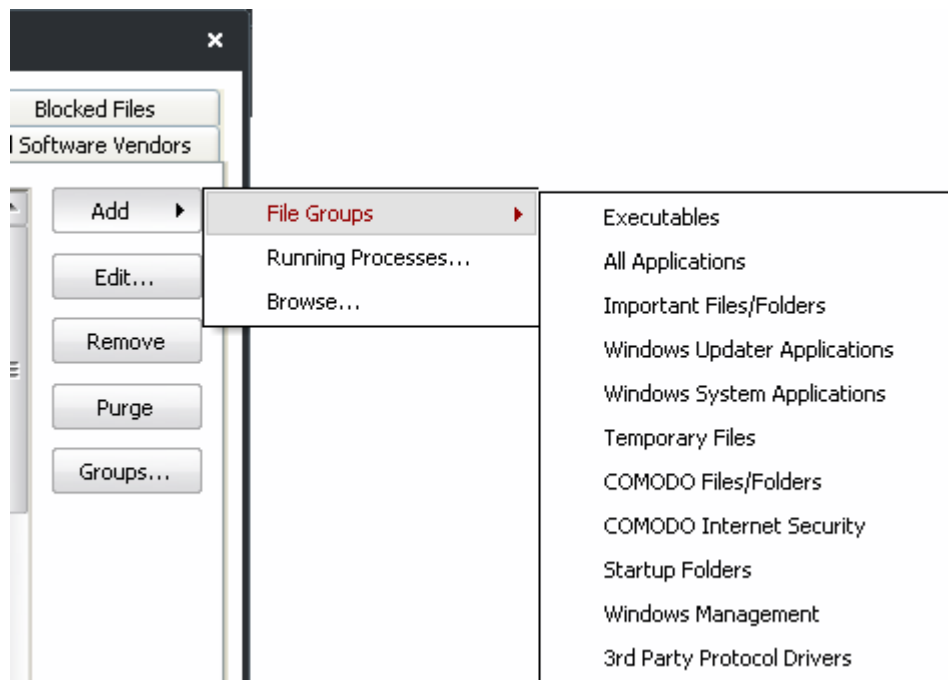 Blocked Files
Software Vendors
Add
Edit...
Remove
Purge
Groups...
File Groups
Running Processes...
Browse...
Executables
All Applications
Important Files/Folders
Windows Updater Applications
Windows System Applications
Temporary Files
COMODO Files/Folders
COMODO Internet Security
Startup Folders
Windows Management
3rd Party Protocol Drivers